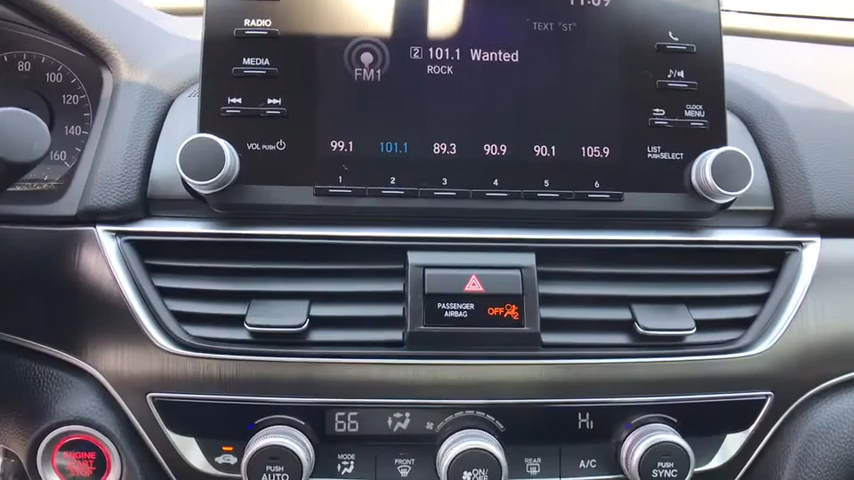 RADIO
MEDIA
VOL PUSH
FM1
2 101.1 Wanted
ROCK
TEXT "ST"
99.1 101.1 89.3 90.9 90.1 105.9
1 2 3 4 5 6
CLOCK
MENU
LIST
PUSH SELECT
80
100
120
140
160
PASSENGER
AIRBAG
OFF
2
66
Hi
ENGINE
START
STOP
PUSH
AUTO
MODE
FRONT
ON/
OFF
REAR
A/C
PUSH
SYNC